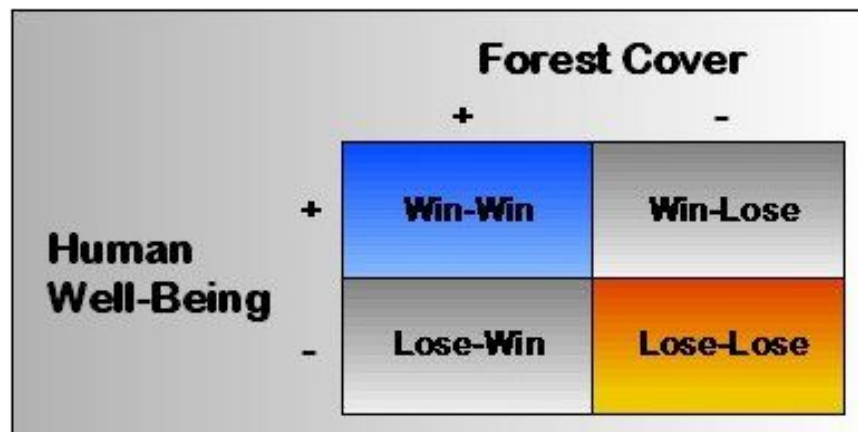 Forest Cover
+ -
+ Win-Win Win-Lose
Human
Well-Being
- Lose-Win Lose-Lose